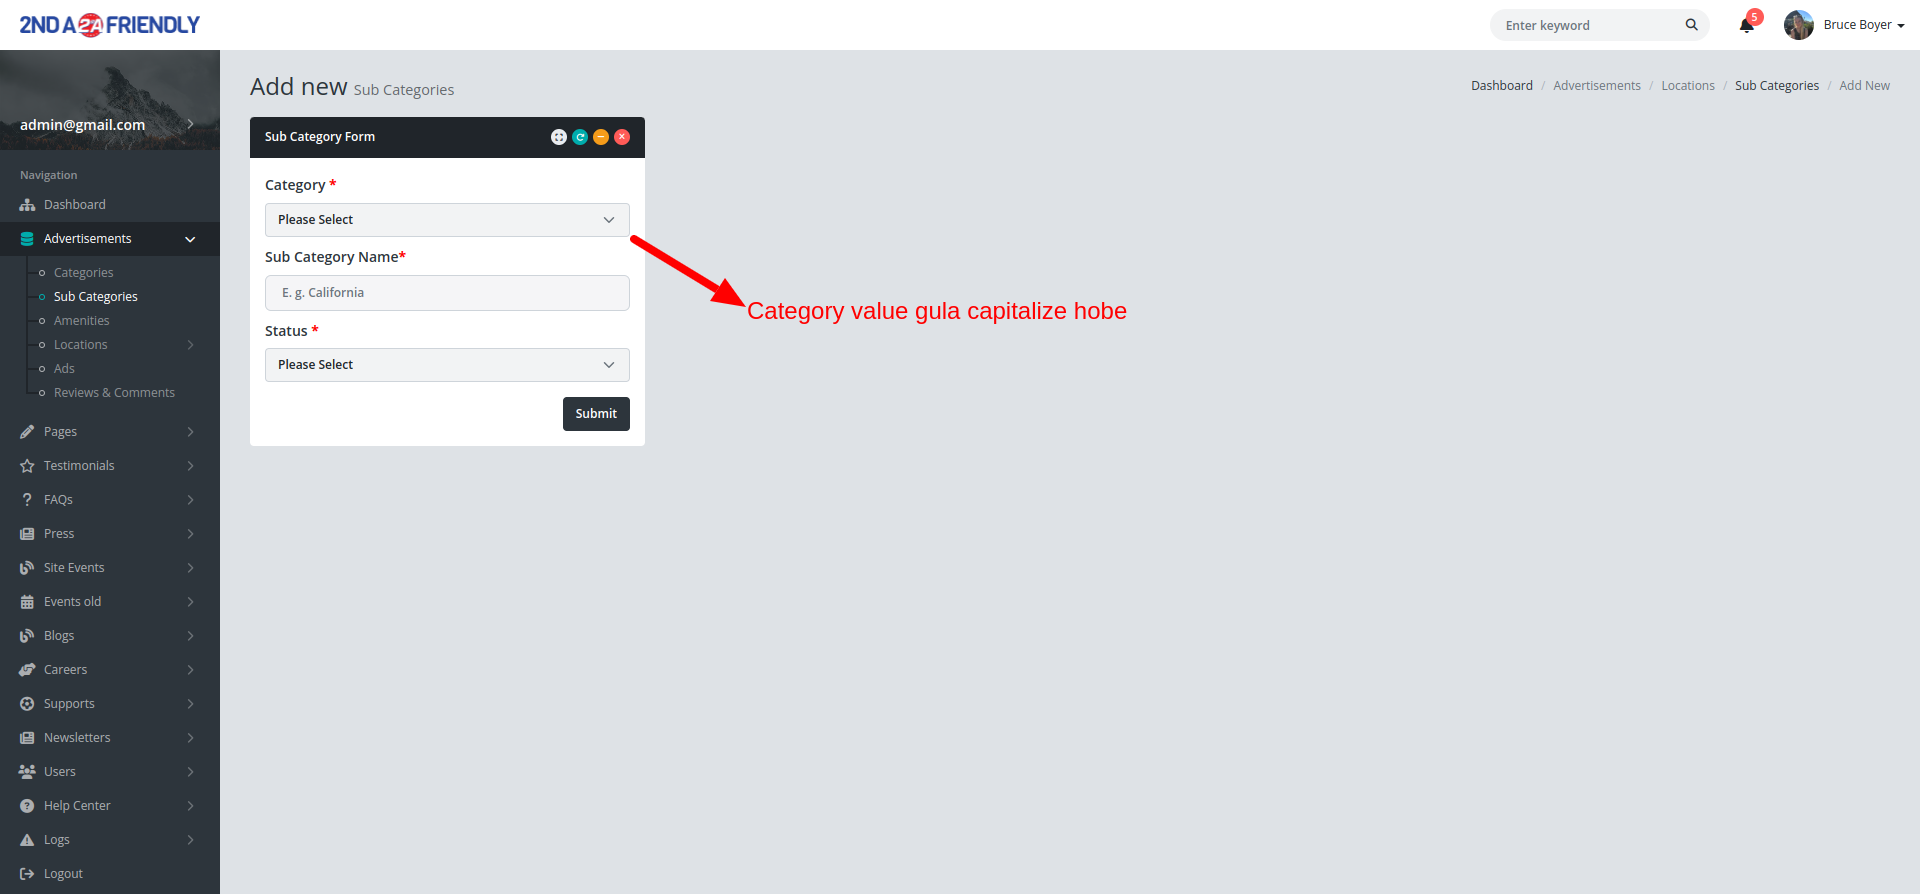 2ND A 2A FRIENDLY
Enter keyword
5
Bruce Boyer
admin@gmail.com
Navigation
Dashboard
Advertisements
Categories
Sub Categories
Amenities
Locations
Ads
Reviews & Comments
Pages
Testimonials
FAQs
Press
Site Events
Events old
Blogs
Careers
Supports
Newsletters
Users
Help Center
Logs
Logout
Add new Sub Categories
Dashboard / Advertisements / Locations / Sub Categories / Add New
Sub Category Form
Category *
Please Select
Sub Category Name*
E. g. California
Status *
Please Select
Submit
Category value gula capitalize hobe